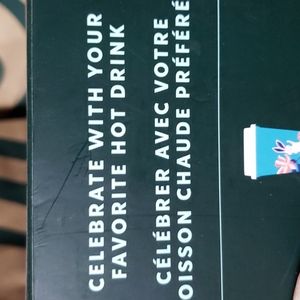 CELEBRATE WITH YOUR
FAVORITE HOT DRINK
CÉLÉBRER AVEC VOTRE
OISSON CHAUDE PRÉFÉRÉ